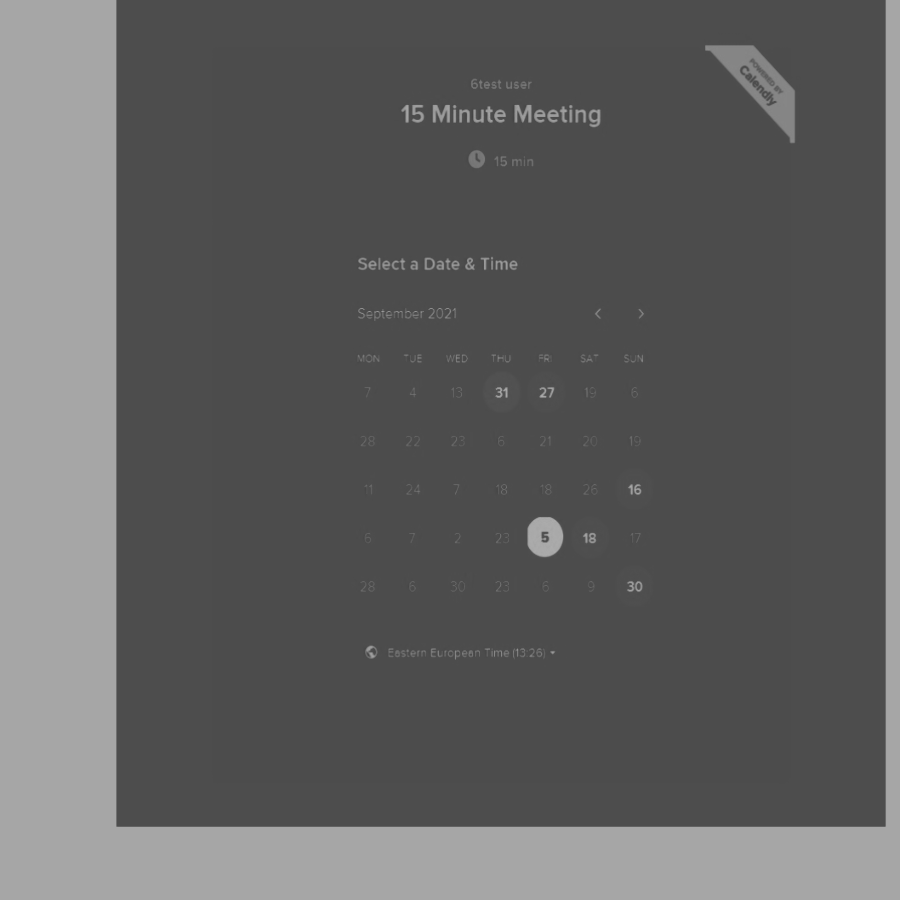 POWERED BY
Calendly
6test user
15 Minute Meeting
15 min
Select a Date & Time
September 2021
MON TUE WED THU FRI SAT SUN
7 4 13 31 27 19 6
28 22 23 6 21 20 19
11 24 7 18 18 26 16
6 7 2 23 5 18 17
28 6 30 23 6 9 30
Eastern European Time (13:26)